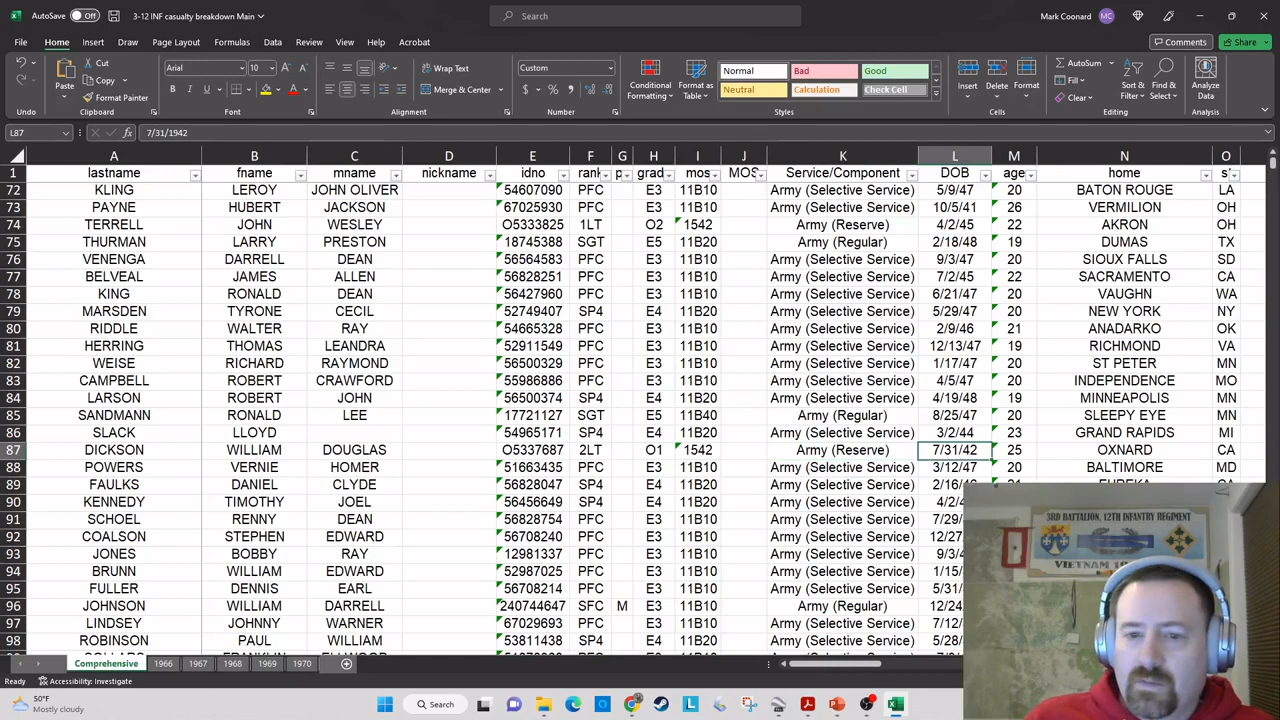 AutoSave Off 3-12 INF casualty breakdown Main Search Mark Coonard MC
File Home Insert Draw Page Layout Formulas Data Review View Help Acrobat Comments Share
Paste Cut Copy Format Painter Arial 10 Wrap Text Merge & Center Custom Conditional Formatting Format as Table Normal Bad Good Neutral Calculation Check Cell Insert Delete Format AutoSum Fill Clear Sort & Filter Find & Select Analyze Data
Undo Clipboard Font Alignment Number Styles Cells Editing Analysis
L87 fx 7/31/1942
A B C D E F G H I J K L M N O
1 lastname fname mname nickname idno rank p grad mos MOS Service/Component DOB age home
72 KLING LEROY JOHN OLIVER 54607090 PFC E3 11B10 Army (Selective Service) 5/9/47 20 BATON ROUGE LA
73 PAYNE HUBERT JACKSON 67025930 PFC E3 11B10 Army (Selective Service) 10/5/41 26 VERMILION OH
74 TERRELL JOHN WESLEY O5333825 1LT O2 1542 Army (Reserve) 4/2/45 22 AKRON OH
75 THURMAN LARRY PRESTON 18745388 SGT E5 11B20 Army (Regular) 2/18/48 19 DUMAS TX
76 VENENGA DARRELL DEAN 56564583 PFC E3 11B10 Army (Selective Service) 9/3/47 20 SIOUX FALLS SD
77 BELVEAL JAMES ALLEN 56828251 PFC E3 11B10 Army (Selective Service) 7/2/45 22 SACRAMENTO CA
78 KING RONALD DEAN 56427960 PFC E3 11B10 Army (Selective Service) 6/21/47 20 VAUGHN WA
79 MARSDEN TYRONE CECIL 52749407 SP4 E4 11B20 Army (Selective Service) 5/29/47 20 NEW YORK NY
80 RIDDLE WALTER RAY 54665328 PFC E3 11B10 Army (Selective Service) 2/9/46 21 ANADARKO OK
81 HERRING THOMAS LEANDRA 52911549 PFC E3 11B10 Army (Selective Service) 12/13/47 19 RICHMOND VA
82 WEISE RICHARD RAYMOND 56500329 PFC E3 11B10 Army (Selective Service) 1/17/47 20 ST PETER MN
83 CAMPBELL ROBERT CRAWFORD 55986886 PFC E3 11B10 Army (Selective Service) 4/5/47 20 INDEPENDENCE MO
84 LARSON ROBERT JOHN 56500374 SP4 E4 11B20 Army (Selective Service) 4/19/48 19 MINNEAPOLIS MN
85 SANDMANN RONALD LEE 17721127 SGT E5 11B40 Army (Regular) 8/25/47 20 SLEEPY EYE MN
86 SLACK LLOYD 54965171 SP4 E4 11B20 Army (Selective Service) 3/2/44 23 GRAND RAPIDS MI
87 DICKSON WILLIAM DOUGLAS O5337687 2LT O1 1542 Army (Reserve) 7/31/42 25 OXNARD CA
88 POWERS VERNIE HOMER 51663435 PFC E3 11B10 Army (Selective Service) 3/12/47 20 BALTIMORE MD
89 FAULKS DANIEL CLYDE 56828047 SP4 E4 11B20 Army (Selective Service) 2/16/
90 KENNEDY TIMOTHY JOEL 56456649 SP4 E4 11B20 Army (Selective Service) 4/2/
91 SCHOEL RENNY DEAN 56828754 PFC E3 11B10 Army (Selective Service) 7/29/
92 COALSON STEPHEN EDWARD 56708240 PFC E3 11B10 Army (Selective Service) 12/27/
93 JONES BOBBY RAY 12981337 PFC E3 11B10 Army (Selective Service) 9/3/
94 BRUNN WILLIAM EDWARD 52987025 PFC E3 11B10 Army (Selective Service) 1/15/
95 FULLER DENNIS EARL 56708214 PFC E3 11B10 Army (Selective Service) 7/12/
96 JOHNSON WILLIAM DARRELL 240744647 SFC M E3 11B10 Army (Regular) 12/24/
97 LINDSEY JOHNNY WARNER 67029693 PFC E3 11B10 Army (Selective Service) 7/12/
98 ROBINSON PAUL WILLIAM 53811438 SP4 E4 11B20 Army (Selective Service) 5/28/
3RD BATTALION, 12TH INFANTRY REGIMENT
VIETNAM
Comprehensive 1966 1967 1968 1969 1970
Ready Accessibility: Investigate
50°F
Mostly cloudy
Search